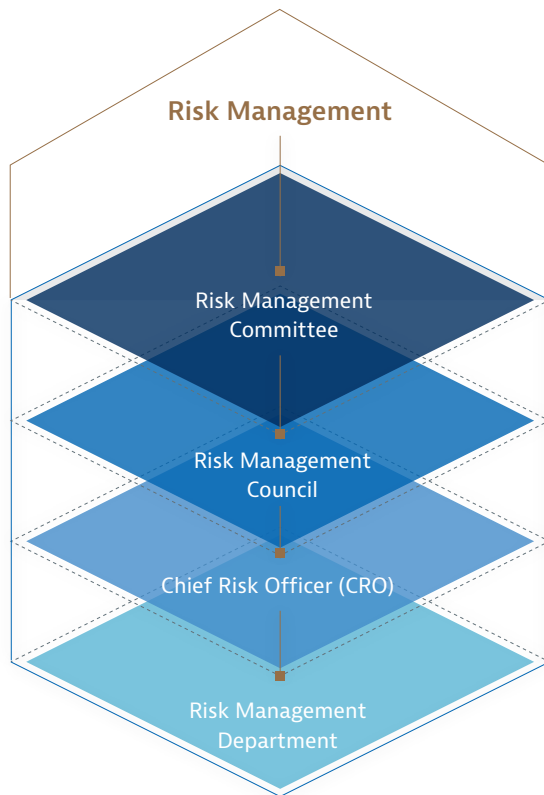 Risk Management
Risk Management
Committee
Risk Management
Council
Chief Risk Officer (CRO)
Risk Management
Department